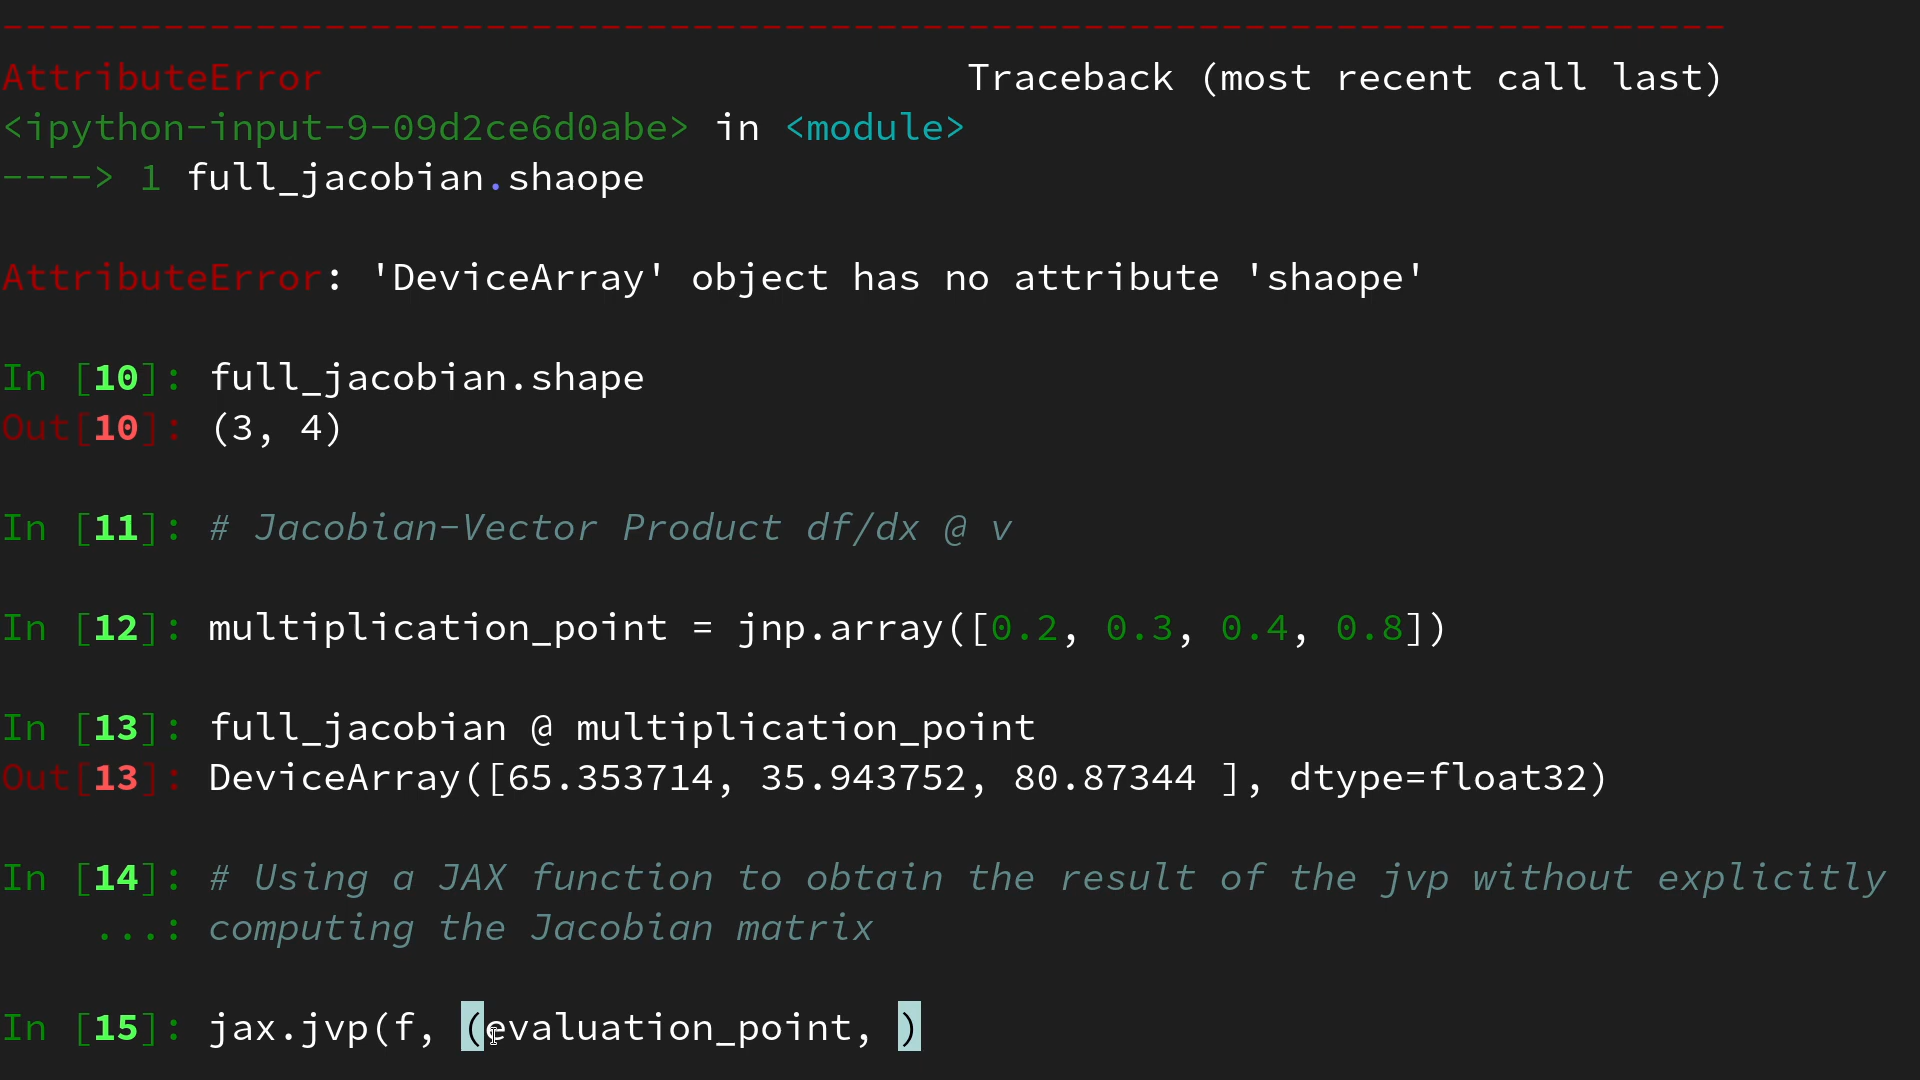 ---------------------------------------------------------------------------
AttributeError                            Traceback (most recent call last)
<ipython-input-9-09d2ce6d0abe> in <module>
----> 1 full_jacobian.shaope
AttributeError: 'DeviceArray' object has no attribute 'shaope'
In [10]: full_jacobian.shape
Out[10]: (3, 4)
In [11]: # Jacobian-Vector Product df/dx @ v
In [12]: multiplication_point = jnp.array([0.2, 0.3, 0.4, 0.8])
In [13]: full_jacobian @ multiplication_point
Out[13]: DeviceArray([65.353714, 35.943752, 80.87344 ], dtype=float32)
In [14]: # Using a JAX function to obtain the result of the jvp without explicitly
    ...: computing the Jacobian matrix
In [15]: jax.jvp(f, (evaluation_point, )